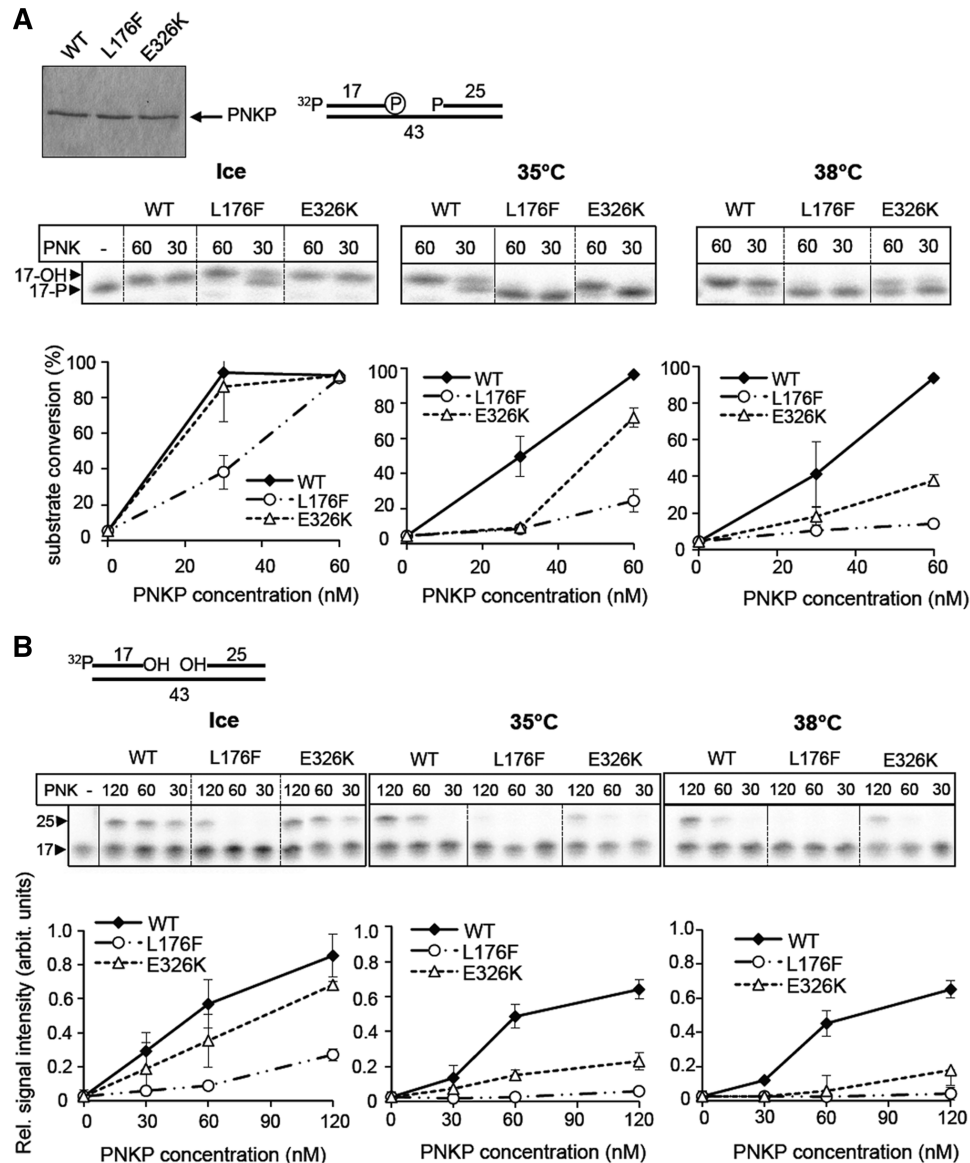 A
WT L176F E326K
PNKP
32P 17 P P 25
43
Ice 35°C 38°C
WT L176F E326K WT L176F E326K WT L176F E326K
PNK - 60 30 60 30 60 30 60 30 60 30 60 30 60 30 60 30 60 30
17-OH
17-P
substrate conversion (%)
100 80 60 40 20 0
0 20 40 60
WT
L176F
E326K
PNKP concentration (nM)
100 80 60 40 20 0
0 20 40 60
WT
L176F
E326K
PNKP concentration (nM)
100 80 60 40 20 0
0 20 40 60
WT
L176F
E326K
PNKP concentration (nM)
B
32P 17 OH OH 25
43
Ice 35°C 38°C
WT L176F E326K WT L176F E326K WT L176F E326K
PNK - 120 60 30 120 60 30 120 60 30 120 60 30 120 60 30 120 60 30 120 60 30 120 60 30 120 60 30
25
17
Rel. signal intensity (arbit. units)
1.0 0.8 0.6 0.4 0.2 0
0 30 60 90 120
WT
L176F
E326K
PNKP concentration (nM)
1.0 0.8 0.6 0.4 0.2 0
0 30 60 90 120
WT
L176F
E326K
PNKP concentration (nM)
1.0 0.8 0.6 0.4 0.2 0
0 30 60 90 120
WT
L176F
E326K
PNKP concentration (nM)